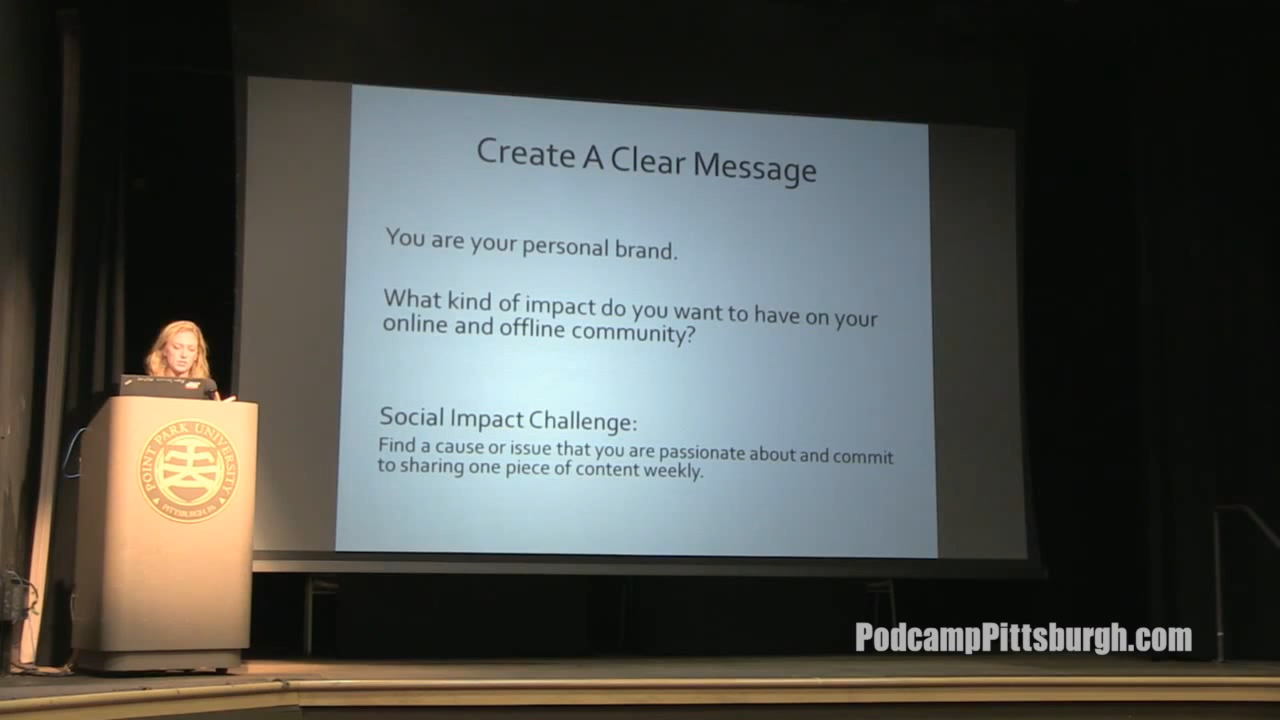 Create A Clear Message
You are your personal brand.
What kind of impact do you want to have on your
online and offline community?
Social Impact Challenge:
Find a cause or issue that you are passionate about and commit
to sharing one piece of content weekly.
POINT PARK UNIVERSITY
PITTSBURGH, PA
PodcampPittsburgh.com